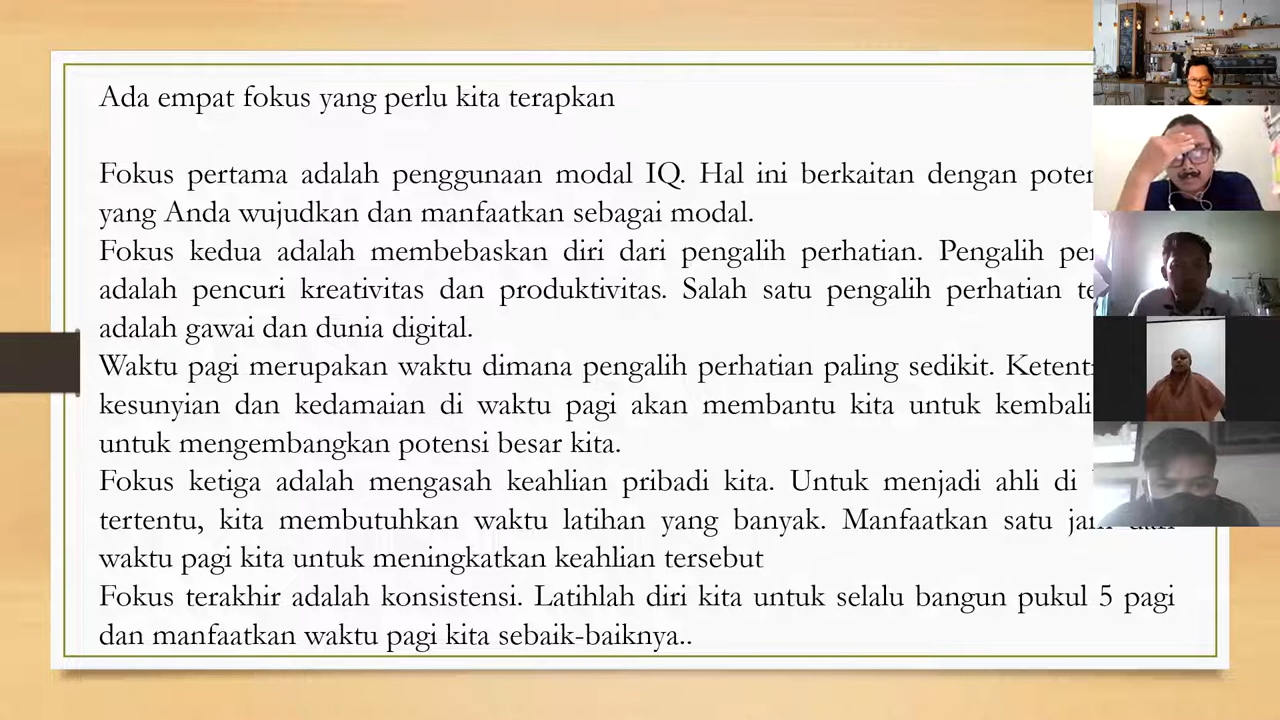 Ada empat fokus yang perlu kita terapkan
Fokus pertama adalah penggunaan modal IQ. Hal ini berkaitan dengan
yang Anda wujudkan dan manfaatkan sebagai modal.
Fokus kedua adalah membebaskan diri dari pengalih perhatian. Pengalih
adalah pencuri kreativitas dan produktivitas. Salah satu pengalih perhatian
adalah gawai dan dunia digital.
Waktu pagi merupakan waktu dimana pengalih perhatian paling sedikit.
kesunyian dan kedamaian di waktu pagi akan membantu kita untuk kembali
untuk mengembangkan potensi besar kita.
Fokus ketiga adalah mengasah keahlian pribadi kita. Untuk menjadi ahli di
tertentu, kita membutuhkan waktu latihan yang banyak. Manfaatkan satu jam dari
waktu pagi kita untuk meningkatkan keahlian tersebut
Fokus terakhir adalah konsistensi. Latihlah diri kita untuk selalu bangun pukul 5 pagi
dan manfaatkan waktu pagi kita sebaik-baiknya..